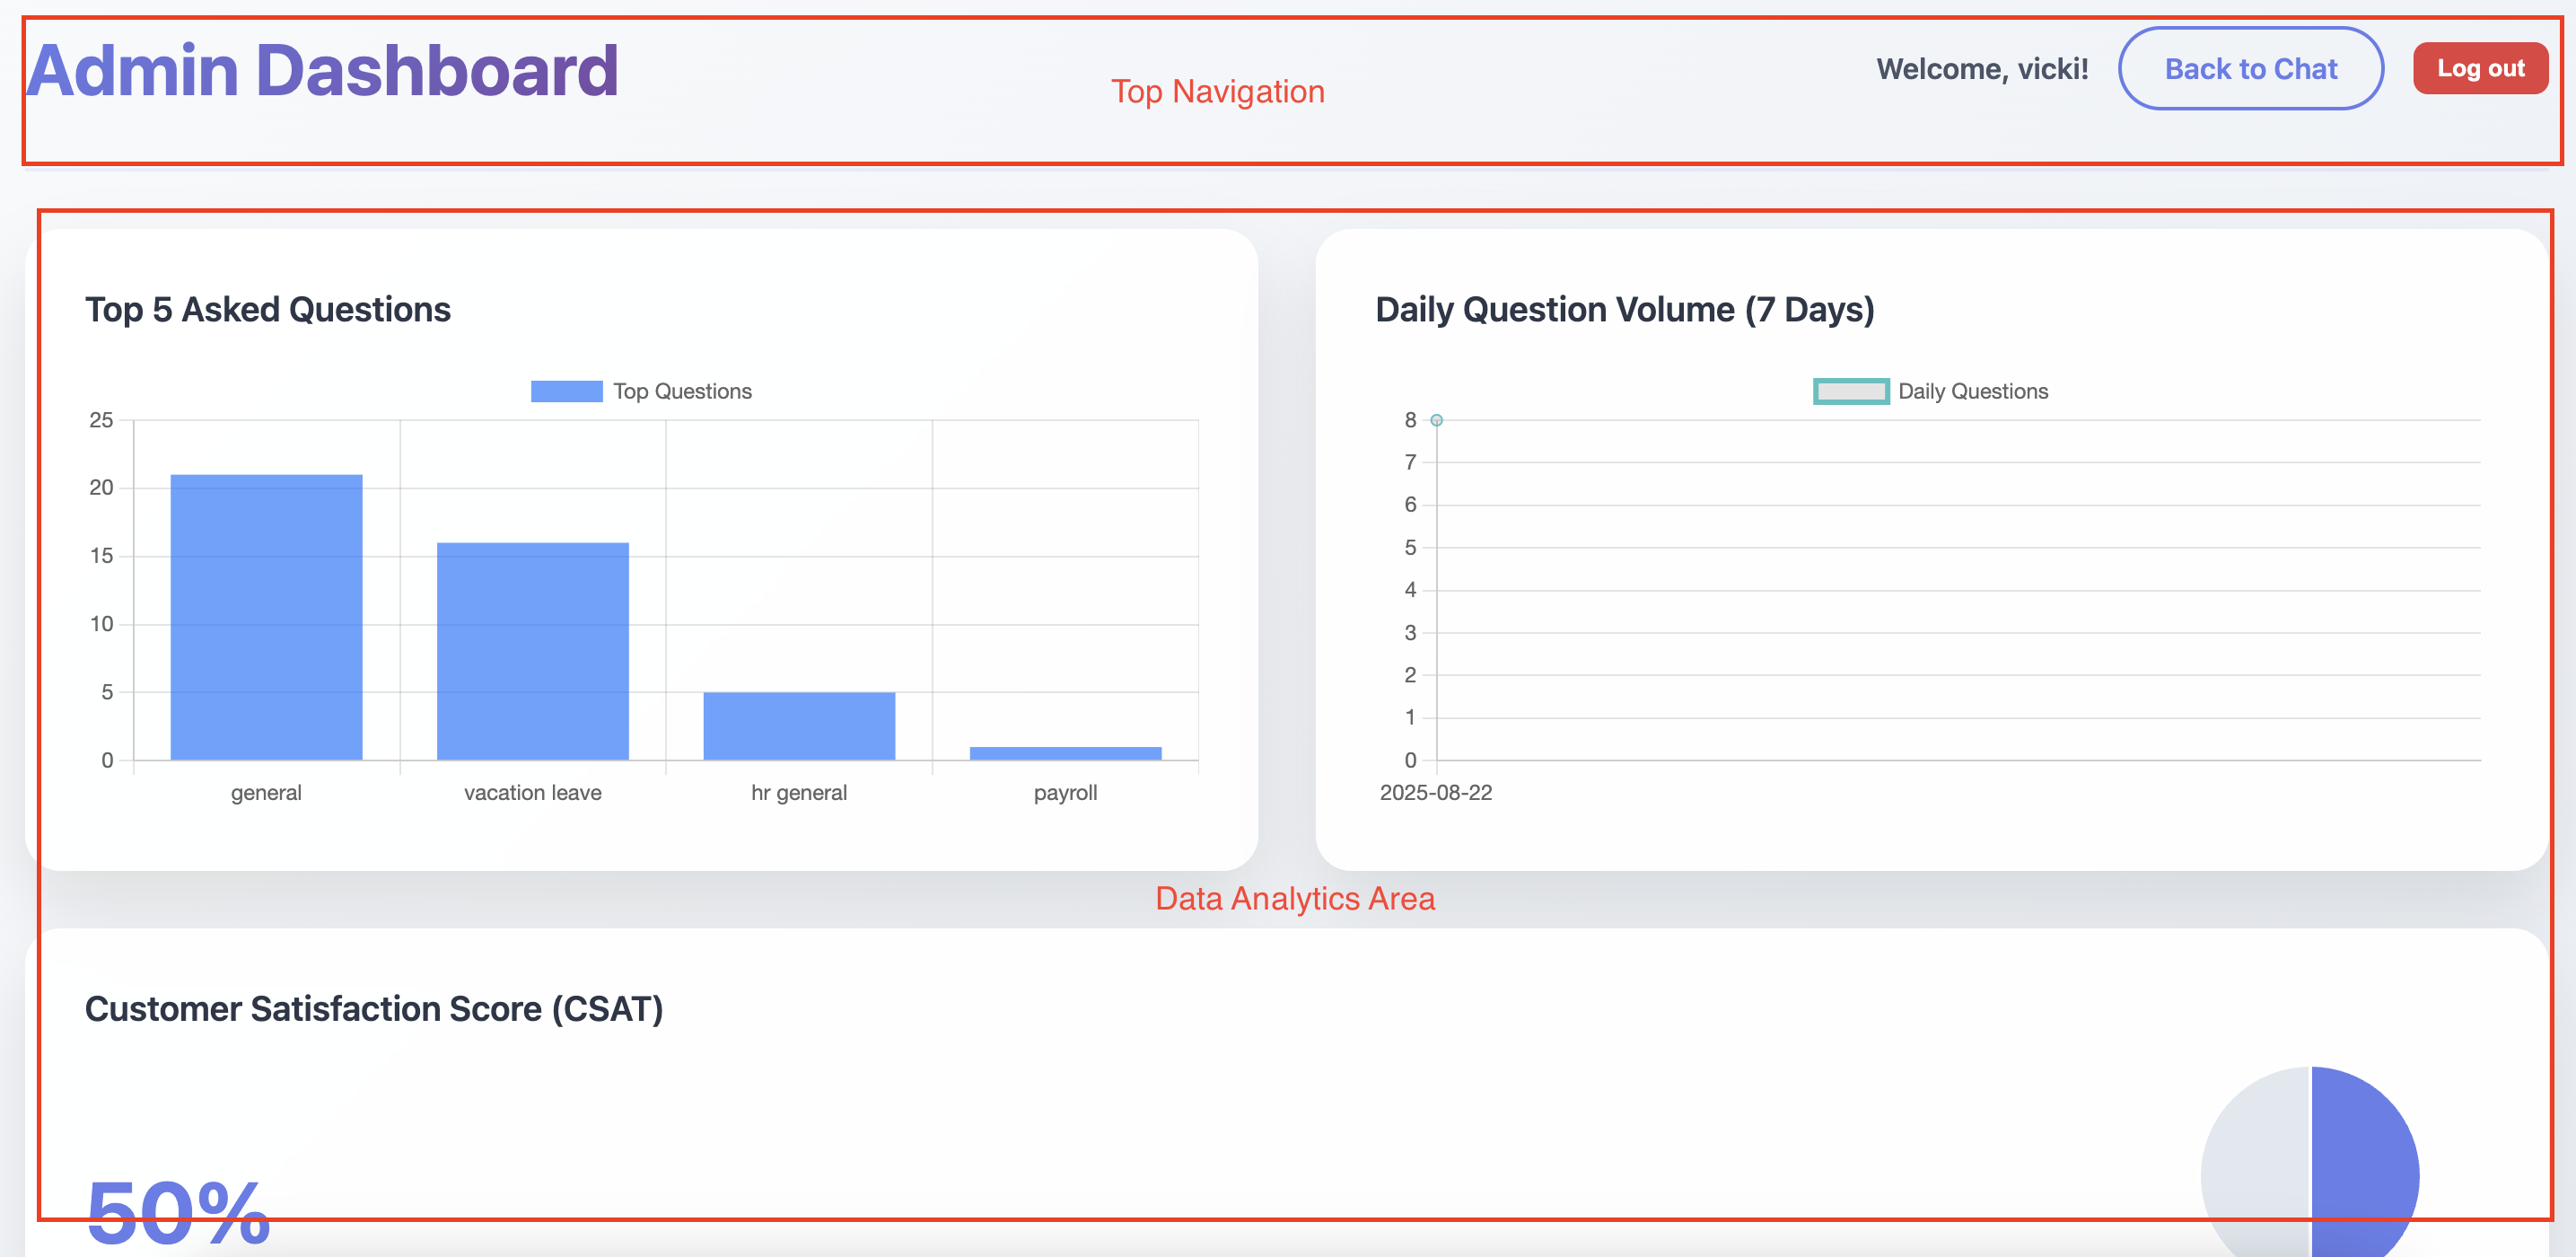 Admin Dashboard
Top Navigation
Welcome, vicki!
Back to Chat
Log out
Top 5 Asked Questions
Top Questions
25
20
15
10
5
0
general
vacation leave
hr general
payroll
Daily Question Volume (7 Days)
Daily Questions
8
7
6
5
4
3
2
1
0
2025-08-22
Data Analytics Area
Customer Satisfaction Score (CSAT)
50%